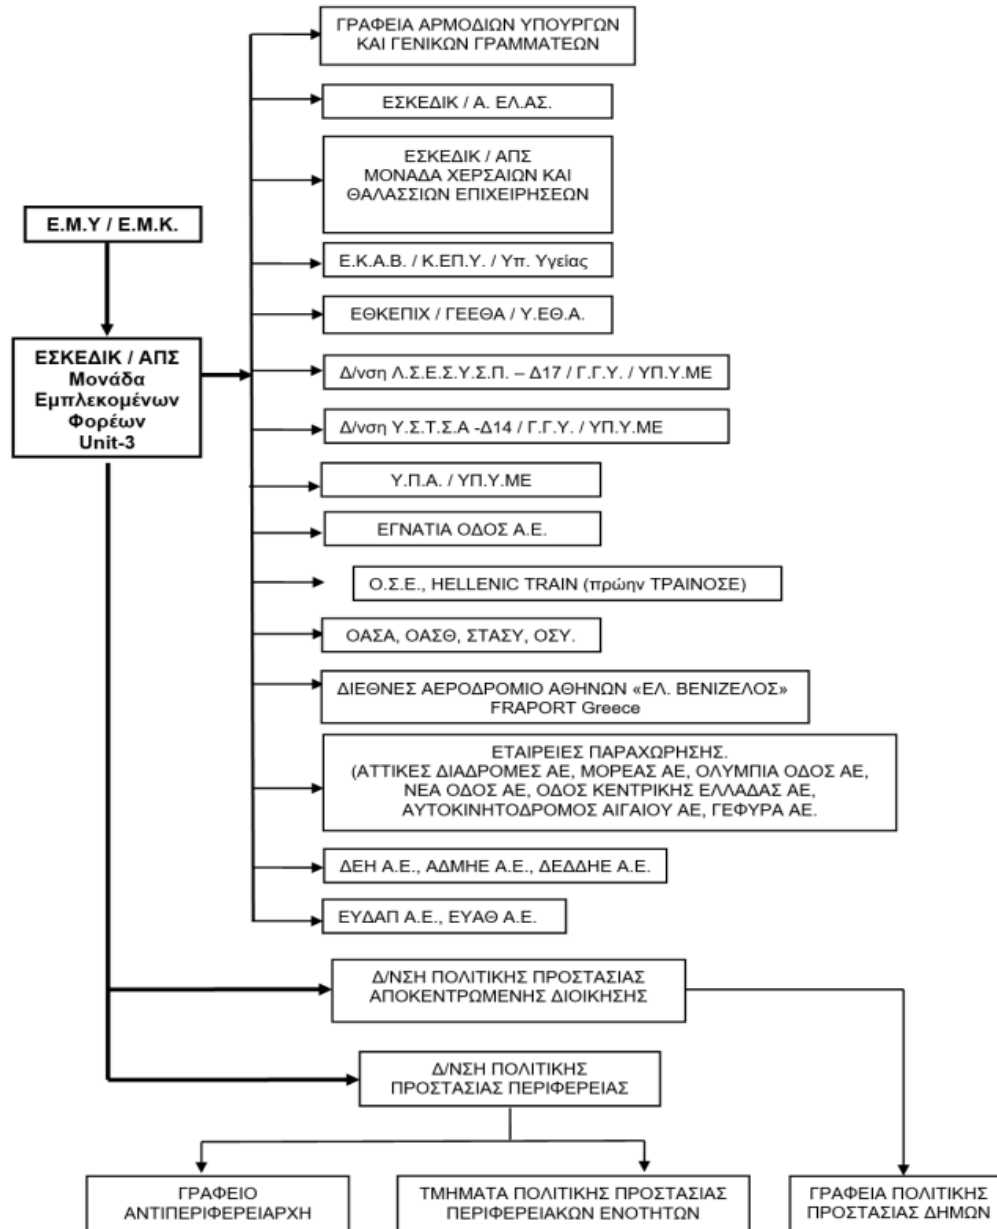 ΓΡΑΦΕΙΑ ΑΡΜΟΔΙΩΝ ΥΠΟΥΡΓΩΝ
ΚΑΙ ΓΕΝΙΚΩΝ ΓΡΑΜΜΑΤΕΩΝ
ΕΣΚΕΔΙΚ / Α. ΕΛ.ΑΣ.
ΕΣΚΕΔΙΚ / ΑΠΣ
ΜΟΝΑΔΑ ΧΕΡΣΑΙΩΝ ΚΑΙ
ΘΑΛΑΣΣΙΩΝ ΕΠΙΧΕΙΡΗΣΕΩΝ
Ε.Μ.Υ / Ε.Μ.Κ.
Ε.Κ.Α.Β. / Κ.ΕΠ.Υ. / Υπ. Υγείας
ΕΘΚΕΠΙΧ / ΓΕΕΘΑ / Υ.ΕΘ.Α.
ΕΣΚΕΔΙΚ / ΑΠΣ
Μονάδα
Εμπλεκομένων
Φορέων
Unit-3
Δ/νση Λ.Σ.Ε.Σ.Υ.Σ.Π. – Δ17 / Γ.Γ.Υ. / ΥΠ.Υ.ΜΕ
Δ/νση Υ.Σ.Τ.Σ.Α -Δ14 / Γ.Γ.Υ. / ΥΠ.Υ.ΜΕ
Υ.Π.Α. / ΥΠ.Υ.ΜΕ
ΕΓΝΑΤΙΑ ΟΔΟΣ Α.Ε.
Ο.Σ.Ε., HELLENIC TRAIN (πρώην ΤΡΑΙΝΟΣΕ)
ΟΑΣΑ, ΟΑΣΘ, ΣΤΑΣΥ, ΟΣΥ.
ΔΙΕΘΝΕΣ ΑΕΡΟΔΡΟΜΙΟ ΑΘΗΝΩΝ «ΕΛ. ΒΕΝΙΖΕΛΟΣ»
FRAPORT Greece
ΕΤΑΙΡΕΙΕΣ ΠΑΡΑΧΩΡΗΣΗΣ.
(ΑΤΤΙΚΕΣ ΔΙΑΔΡΟΜΕΣ ΑΕ, ΜΟΡΕΑΣ ΑΕ, ΟΛΥΜΠΙΑ ΟΔΟΣ ΑΕ,
ΝΕΑ ΟΔΟΣ ΑΕ, ΟΔΟΣ ΚΕΝΤΡΙΚΗΣ ΕΛΛΑΔΑΣ ΑΕ,
ΑΥΤΟΚΙΝΗΤΟΔΡΟΜΟΣ ΑΙΓΑΙΟΥ ΑΕ, ΓΕΦΥΡΑ ΑΕ.
ΔΕΗ Α.Ε., ΑΔΜΗΕ Α.Ε., ΔΕΔΔΗΕ Α.Ε.
ΕΥΔΑΠ Α.Ε., ΕΥΑΘ Α.Ε.
Δ/ΝΣΗ ΠΟΛΙΤΙΚΗΣ ΠΡΟΣΤΑΣΙΑΣ
ΑΠΟΚΕΝΤΡΩΜΕΝΗΣ ΔΙΟΙΚΗΣΗΣ
Δ/ΝΣΗ ΠΟΛΙΤΙΚΗΣ
ΠΡΟΣΤΑΣΙΑΣ ΠΕΡΙΦΕΡΕΙΑΣ
ΓΡΑΦΕΙΟ
ΑΝΤΙΠΕΡΙΦΕΡΕΙΑΡΧΗ
ΤΜΗΜΑΤΑ ΠΟΛΙΤΙΚΗΣ ΠΡΟΣΤΑΣΙΑΣ
ΠΕΡΙΦΕΡΕΙΑΚΩΝ ΕΝΟΤΗΤΩΝ
ΓΡΑΦΕΙΑ ΠΟΛΙΤΙΚΗΣ
ΠΡΟΣΤΑΣΙΑΣ ΔΗΜΩΝ